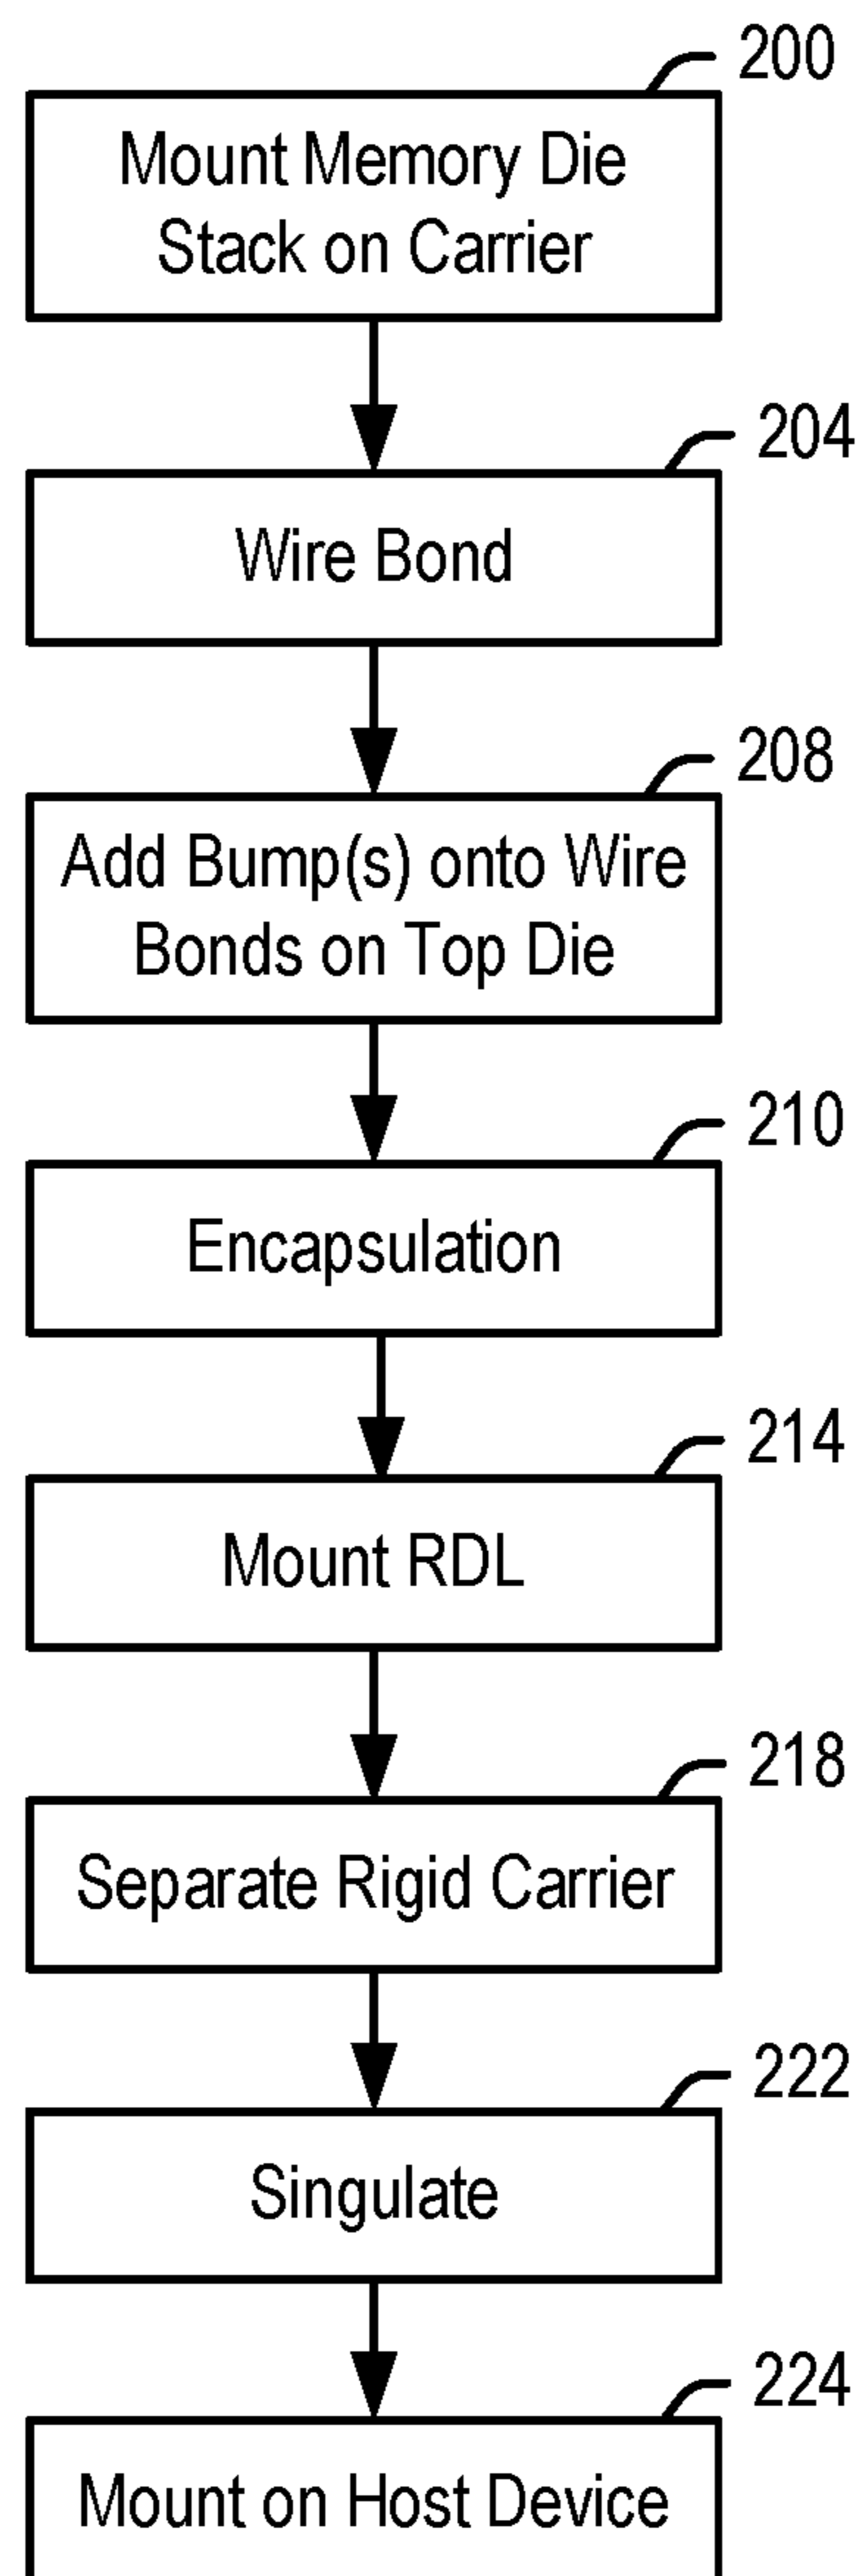 200
Mount Memory Die
Stack on Carrier
204
Wire Bond
208
Add Bump(s) onto Wire
Bonds on Top Die
210
Encapsulation
214
Mount RDL
218
Separate Rigid Carrier
222
Singulate
224
Mount on Host Device